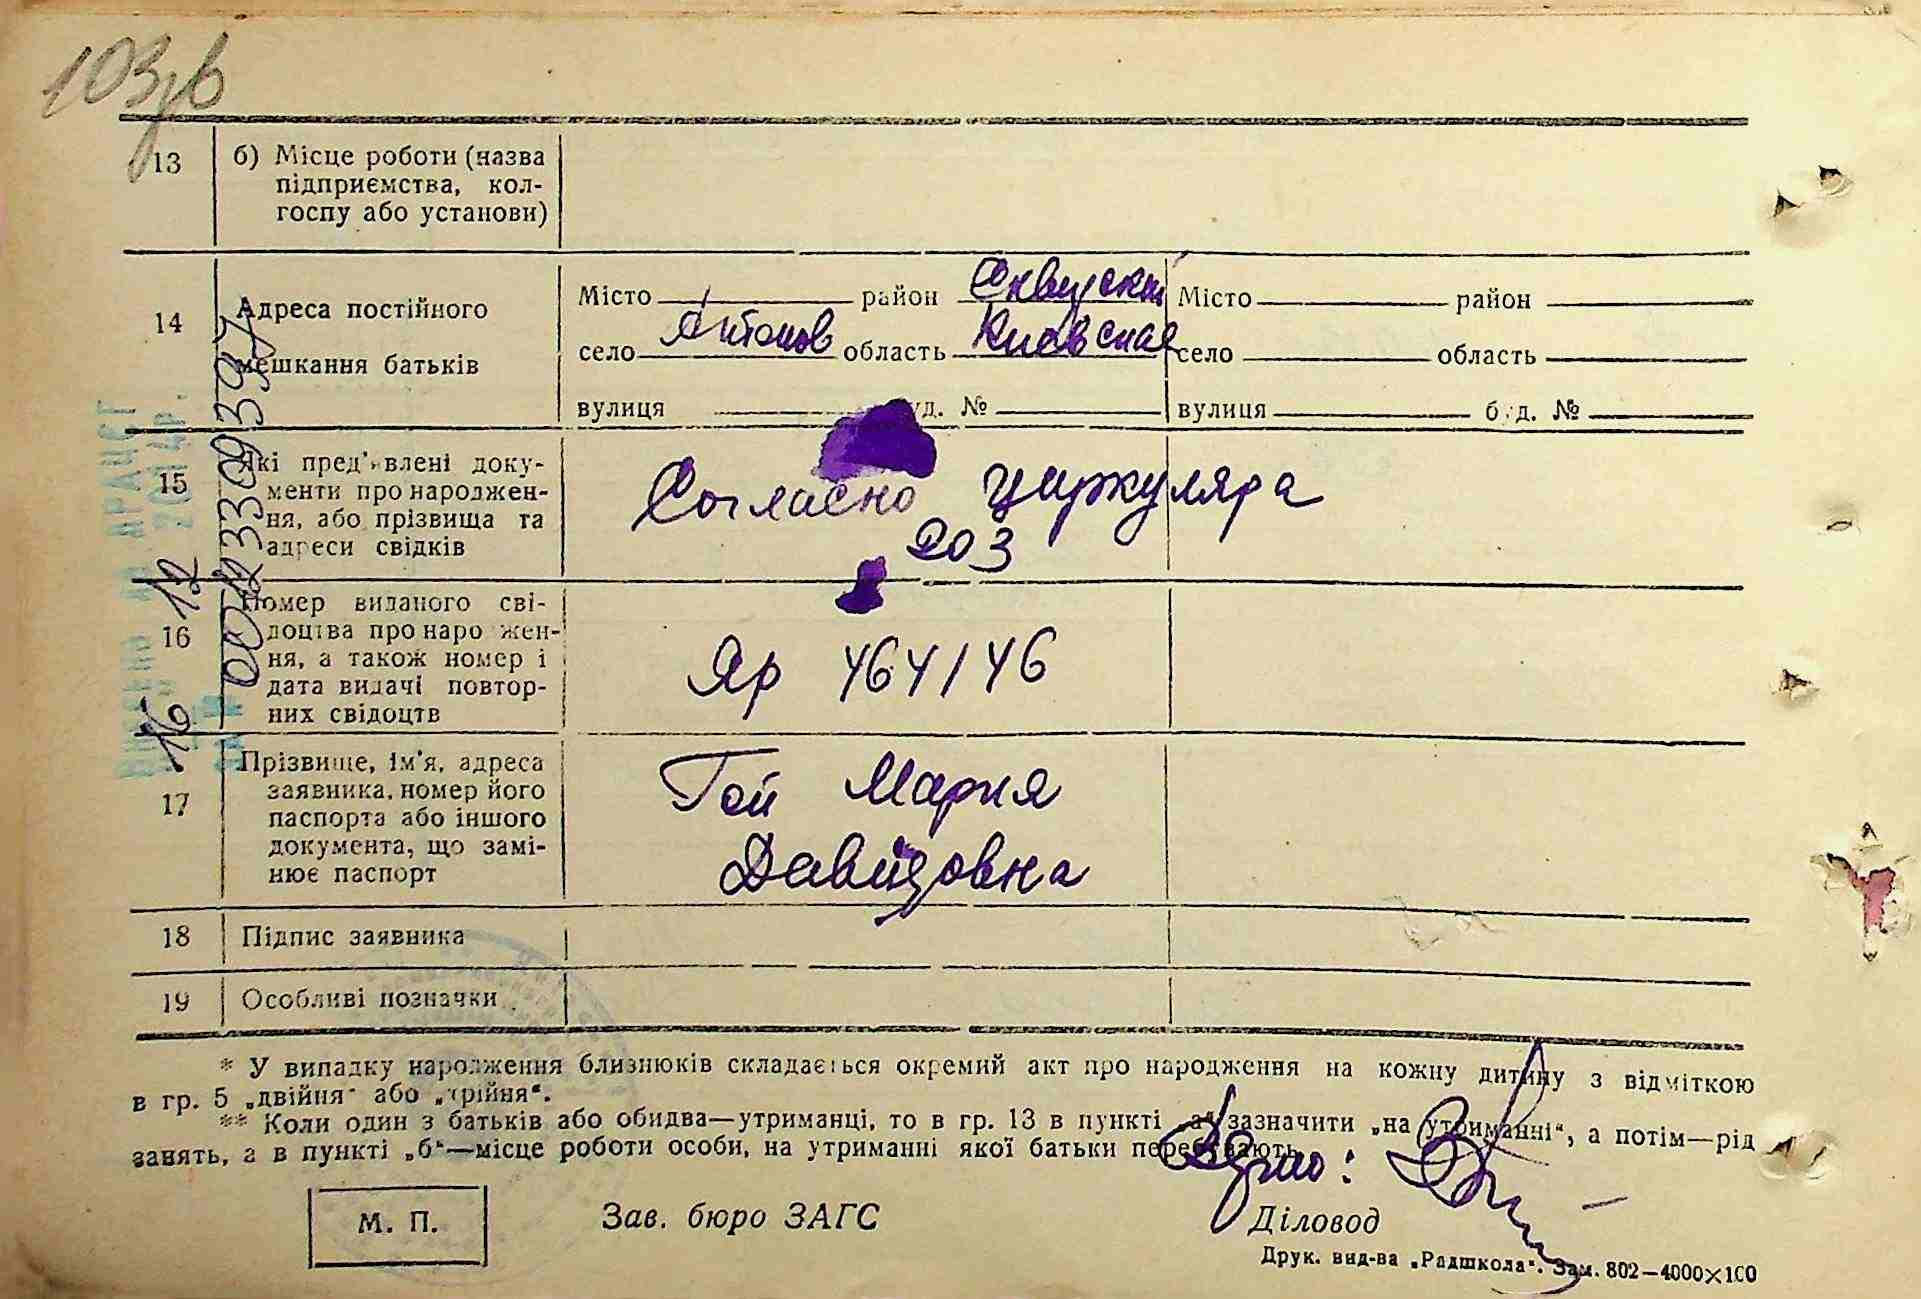 103зв
13 б) Місце роботи (назва
підприємства, кол-
госпу або установи)
14 Адреса постійного
мешкання батьків
Місто район Сквирский Місто район
село Антонов область Киевская село область
вулиця буд. № вулиця буд. №
15 Які пред'явлені доку-
менти про народжен-
ня, або прізвища та
адреси свідків
Согласно циркуляра
203
16 Номер виданого сві-
доцтва про народжен-
ня, а також номер і
дата видачі повтор-
них свідоцтв
Яр 464146
17 Прізвище, ім'я, адреса
заявника, номер його
паспорта або іншого
документа, що замі-
нює паспорт
Гой Мария
Давидовна
18 Підпис заявника
19 Особливі позначки
* У випадку народження близнюків складається окремий акт про народження на кожну дитину з відміткою
в гр. 5 „двійня" або „трійня".
** Коли один з батьків або обидва—утриманці, то в гр. 13 в пункті „а" зазначити „на утриманні", а потім—рід
занять, а в пункті „б"—місце роботи особи, на утриманні якої батьки перебувають.
М. П. Зав. бюро ЗАГС Діловод
Друк. вид-ва „Радшкола". Зам. 802—4000×100